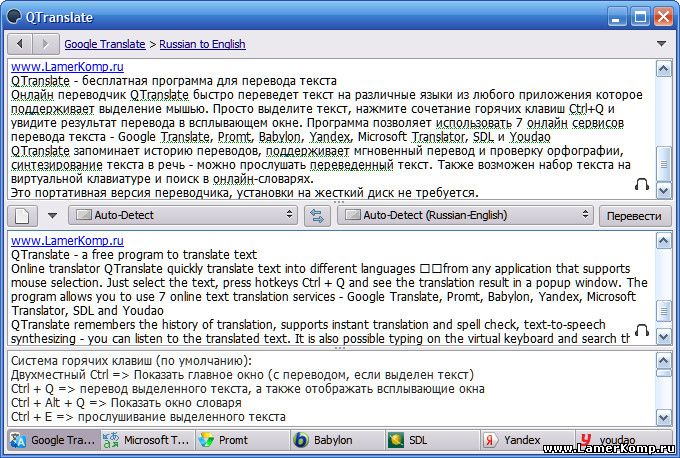 QTranslate
Google Translate > Russian to English
www.LamerKomp.ru
QTranslate - бесплатная программа для перевода текста
Онлайн переводчик QTranslate быстро переведет текст на различные языки из любого приложения которое
поддерживает выделение мышью. Просто выделите текст, нажмите сочетание горячих клавиш Ctrl+Q и
увидите результат перевода в всплывающем окне. Программа позволяет использовать 7 онлайн сервисов
перевода текста - Google Translate, Promt, Babylon, Yandex, Microsoft Translator, SDL и Youdao
QTranslate запоминает историю переводов, поддерживает мгновенный перевод и проверку орфографии,
синтезирование текста в речь - можно прослушать переведенный текст. Также возможен набор текста на
виртуальной клавиатуре и поиск в онлайн-словарях.
Это портативная версия переводчика, установки на жесткий диск не требуется.
Auto-Detect Auto-Detect (Russian-English) Перевести
www.LamerKomp.ru
QTranslate - a free program to translate text
Online translator QTranslate quickly translate text into different languages □□from any application that supports
mouse selection. Just select the text, press hotkeys Ctrl + Q and see the translation result in a popup window. The
program allows you to use 7 online text translation services - Google Translate, Promt, Babylon, Yandex, Microsoft
Translator, SDL and Youdao
QTranslate remembers the history of translation, supports instant translation and spell check, text-to-speech
synthesizing - you can listen to the translated text. It is also possible typing on the virtual keyboard and search th
Система горячих клавиш (по умолчанию):
Двухместный Ctrl => Показать главное окно (с переводом, если выделен текст)
Ctrl + Q => перевод выделенного текста, а также отображать всплывающие окна
Ctrl + Alt + Q => Показать окно словаря
Ctrl + E => прослушивание выделенного текста
Google Tra... Microsoft T... Promt Babylon SDL Yandex youdao
www.LamerKomp.ru